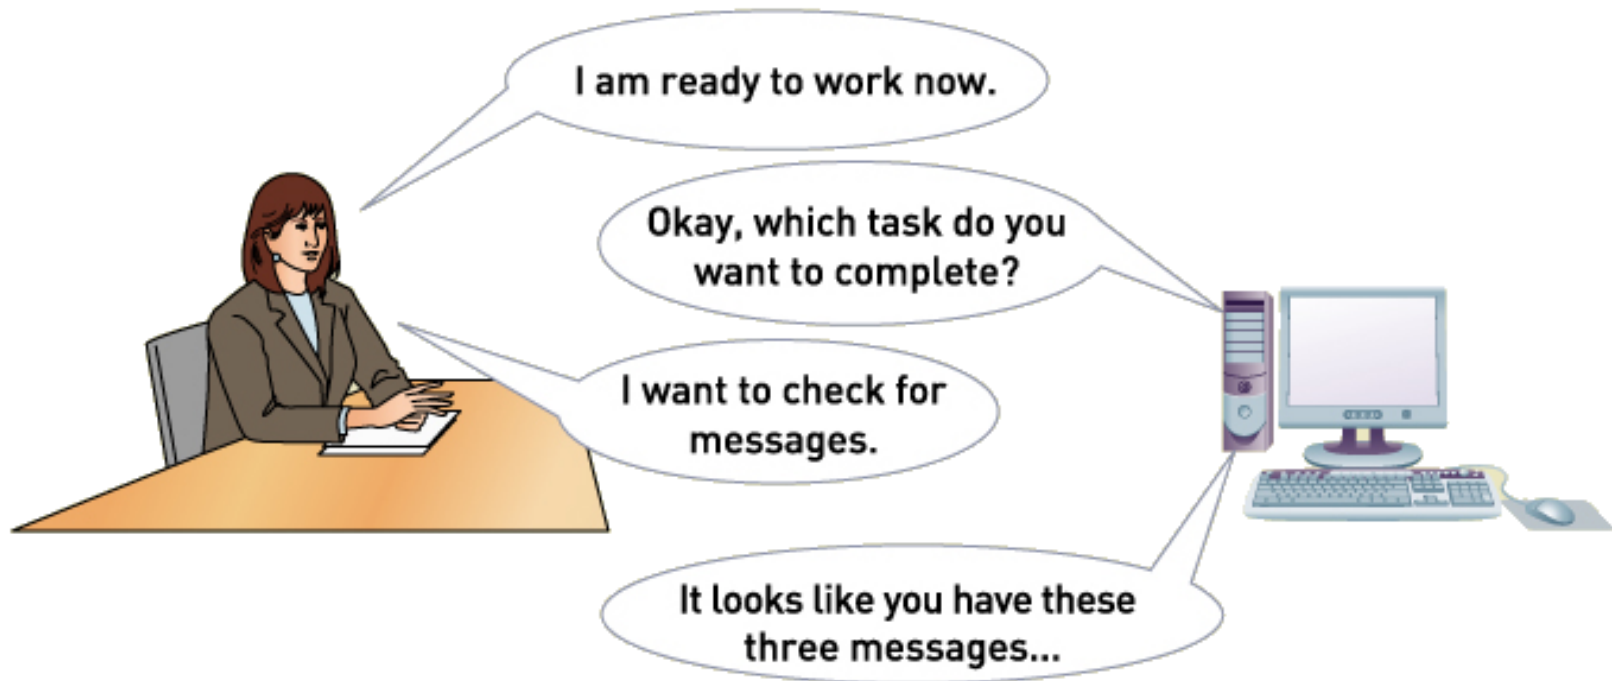 I am ready to work now.
Okay, which task do you
want to complete?
I want to check for
messages.
It looks like you have these
three messages...